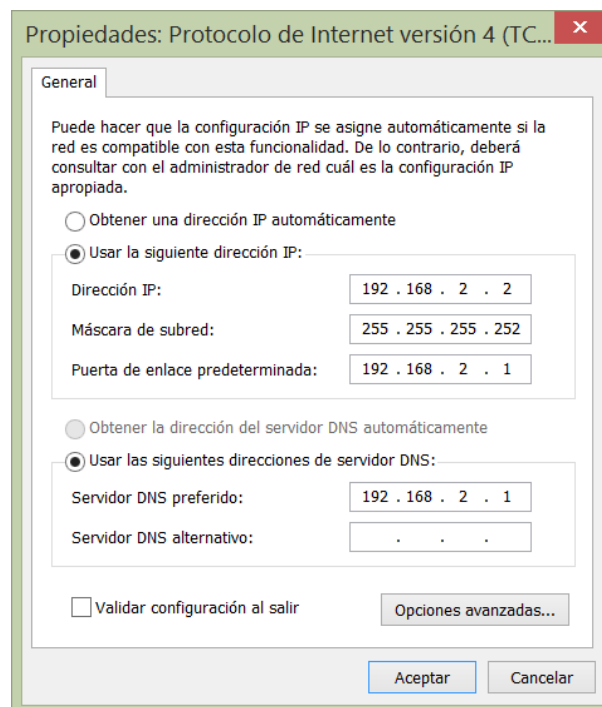 Propiedades: Protocolo de Internet versión 4 (TC...
General
Puede hacer que la configuración IP se asigne automáticamente si la
red es compatible con esta funcionalidad. De lo contrario, deberá
consultar con el administrador de red cuál es la configuración IP
apropiada.
Obtener una dirección IP automáticamente
Usar la siguiente dirección IP:
Dirección IP: 192 . 168 . 2 . 2
Máscara de subred: 255 . 255 . 255 . 252
Puerta de enlace predeterminada: 192 . 168 . 2 . 1
Obtener la dirección del servidor DNS automáticamente
Usar las siguientes direcciones de servidor DNS:
Servidor DNS preferido: 192 . 168 . 2 . 1
Servidor DNS alternativo: . . .
Validar configuración al salir Opciones avanzadas...
Aceptar Cancelar